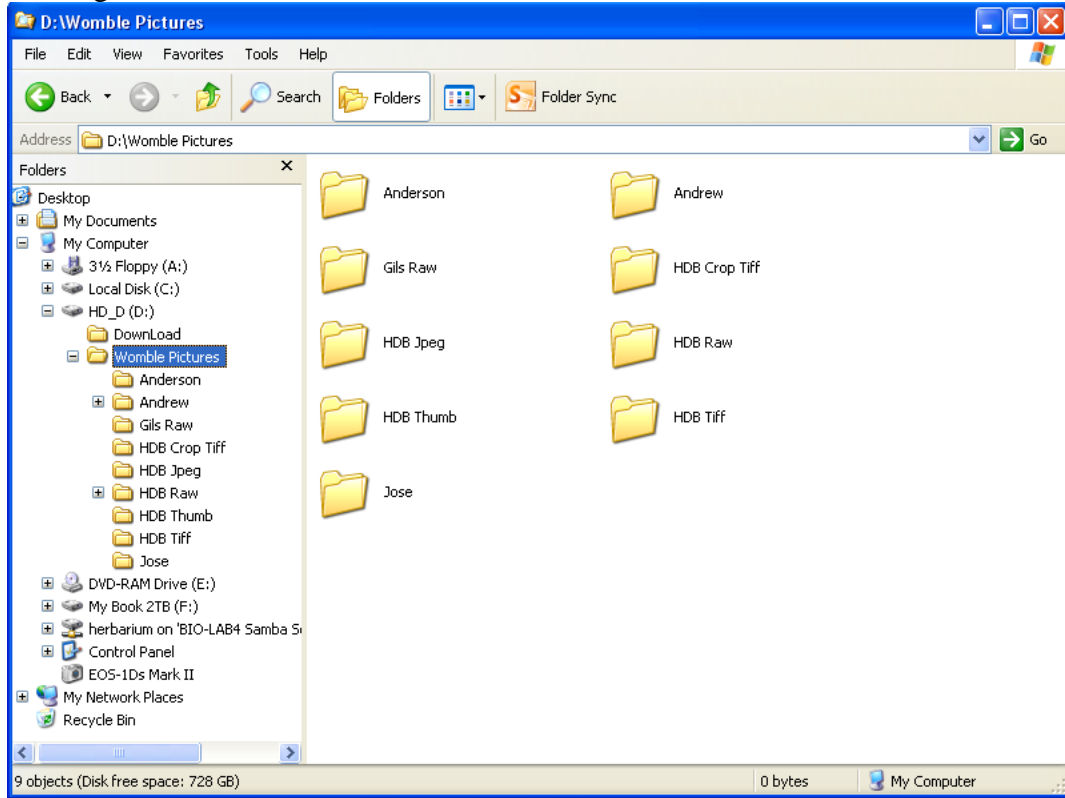 D:\Womble Pictures
File Edit View Favorites Tools Help
Back Search Folders Folder Sync
Address D:\Womble Pictures Go
Folders
Desktop
My Documents
My Computer
3½ Floppy (A:)
Local Disk (C:)
HD_D (D:)
DownLoad
Womble Pictures
Anderson
Andrew
Gils Raw
HDB Crop Tiff
HDB Jpeg
HDB Raw
HDB Thumb
HDB Tiff
Jose
DVD-RAM Drive (E:)
My Book 2TB (F:)
herbarium on 'BIO-LAB4 Samba
Control Panel
EOS-1Ds Mark II
My Network Places
Recycle Bin
Anderson Andrew
Gils Raw HDB Crop Tiff
HDB Jpeg HDB Raw
HDB Thumb HDB Tiff
Jose
9 objects (Disk free space: 728 GB) 0 bytes My Computer